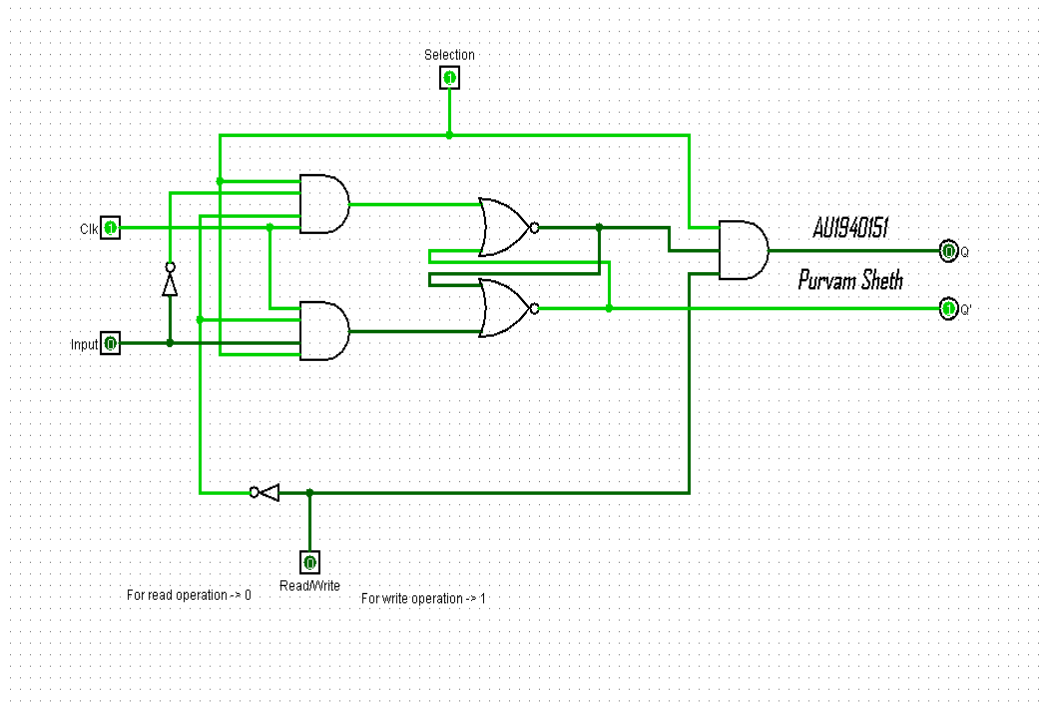 Selection
1
Clk 1
AU1940151
0 Q
Purvam Sheth
1 Q'
Input 0
0
Read/Write
For read operation -> 0
For write operation -> 1